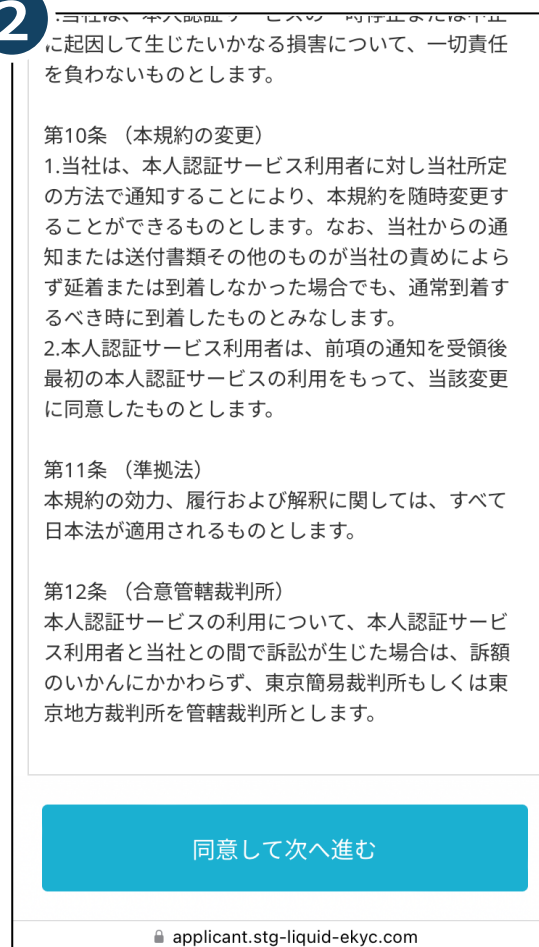 2
に起因して生じたいかなる損害について、一切責任
を負わないものとします。
第10条 （本規約の変更）
1.当社は、本人認証サービス利用者に対し当社所定
の方法で通知することにより、本規約を随時変更す
ることができるものとします。なお、当社からの通
知または送付書類その他のものが当社の責めによら
ず延着または到着しなかった場合でも、通常到着す
るべき時に到着したものとみなします。
2.本人認証サービス利用者は、前項の通知を受領後
最初の本人認証サービスの利用をもって、当該変更
に同意したものとします。
第11条 （準拠法）
本規約の効力、履行および解釈に関しては、すべて
日本法が適用されるものとします。
第12条 （合意管轄裁判所）
本人認証サービスの利用について、本人認証サービ
ス利用者と当社との間で訴訟が生じた場合は、訴額
のいかんにかかわらず、東京簡易裁判所もしくは東
京地方裁判所を管轄裁判所とします。
同意して次へ進む
applicant.stg-liquid-ekyc.com